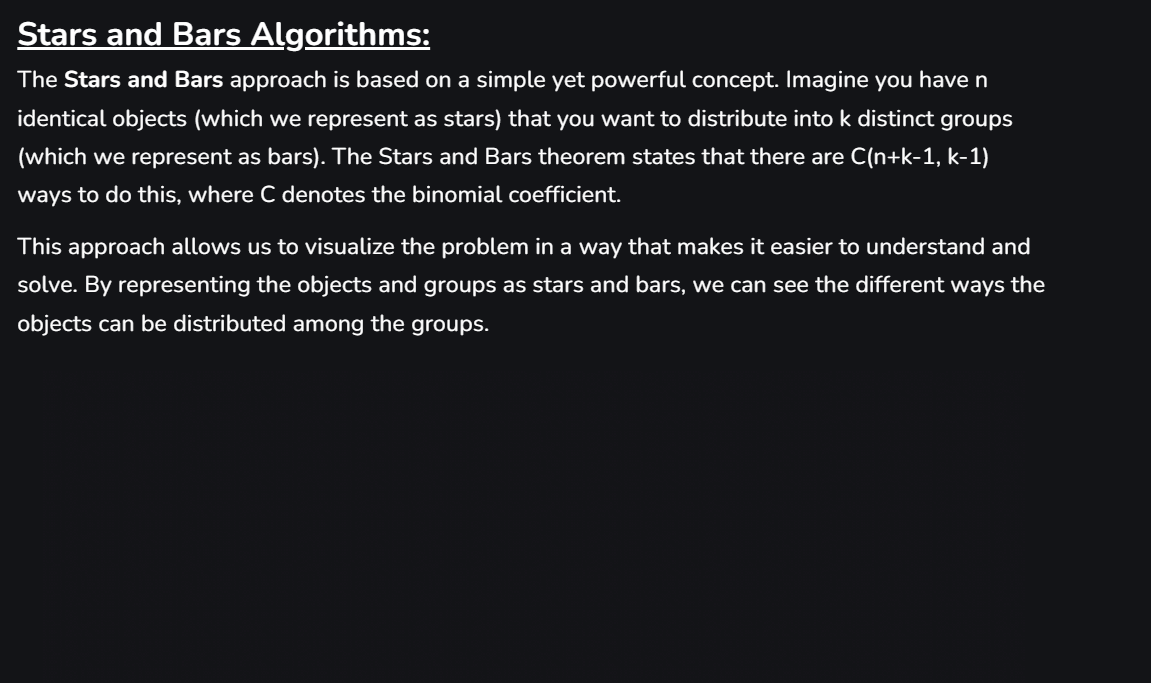 Stars and Bars Algorithms:
The Stars and Bars approach is based on a simple yet powerful concept. Imagine you have n
identical objects (which we represent as stars) that you want to distribute into k distinct groups
(which we represent as bars). The Stars and Bars theorem states that there are C(n+k-1, k-1)
ways to do this, where C denotes the binomial coefficient.
This approach allows us to visualize the problem in a way that makes it easier to understand and
solve. By representing the objects and groups as stars and bars, we can see the different ways the
objects can be distributed among the groups.